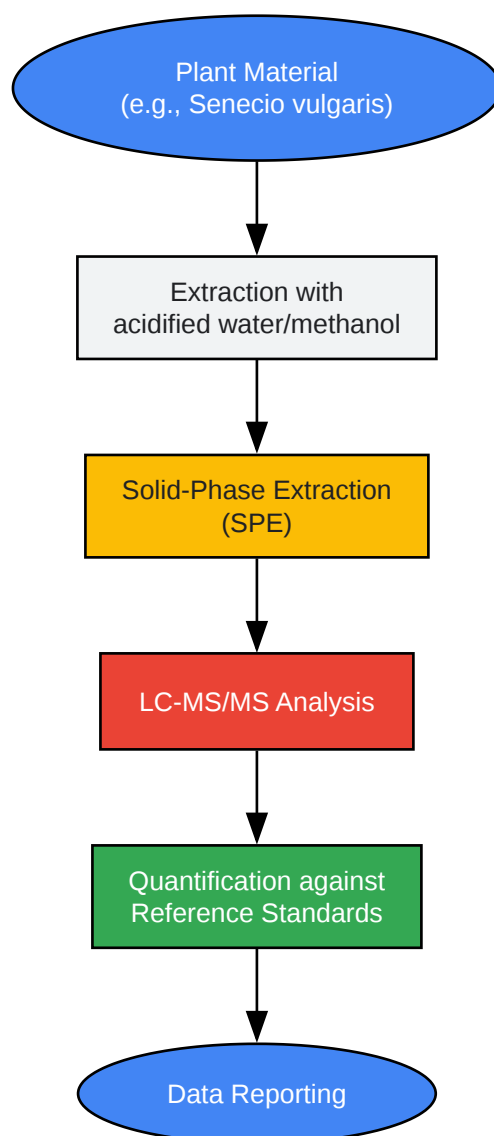 Plant Material
(e.g., Senecio vulgaris)
Extraction with
acidified water/methanol
Solid-Phase Extraction
(SPE)
LC-MS/MS Analysis
Quantification against
Reference Standards
Data Reporting